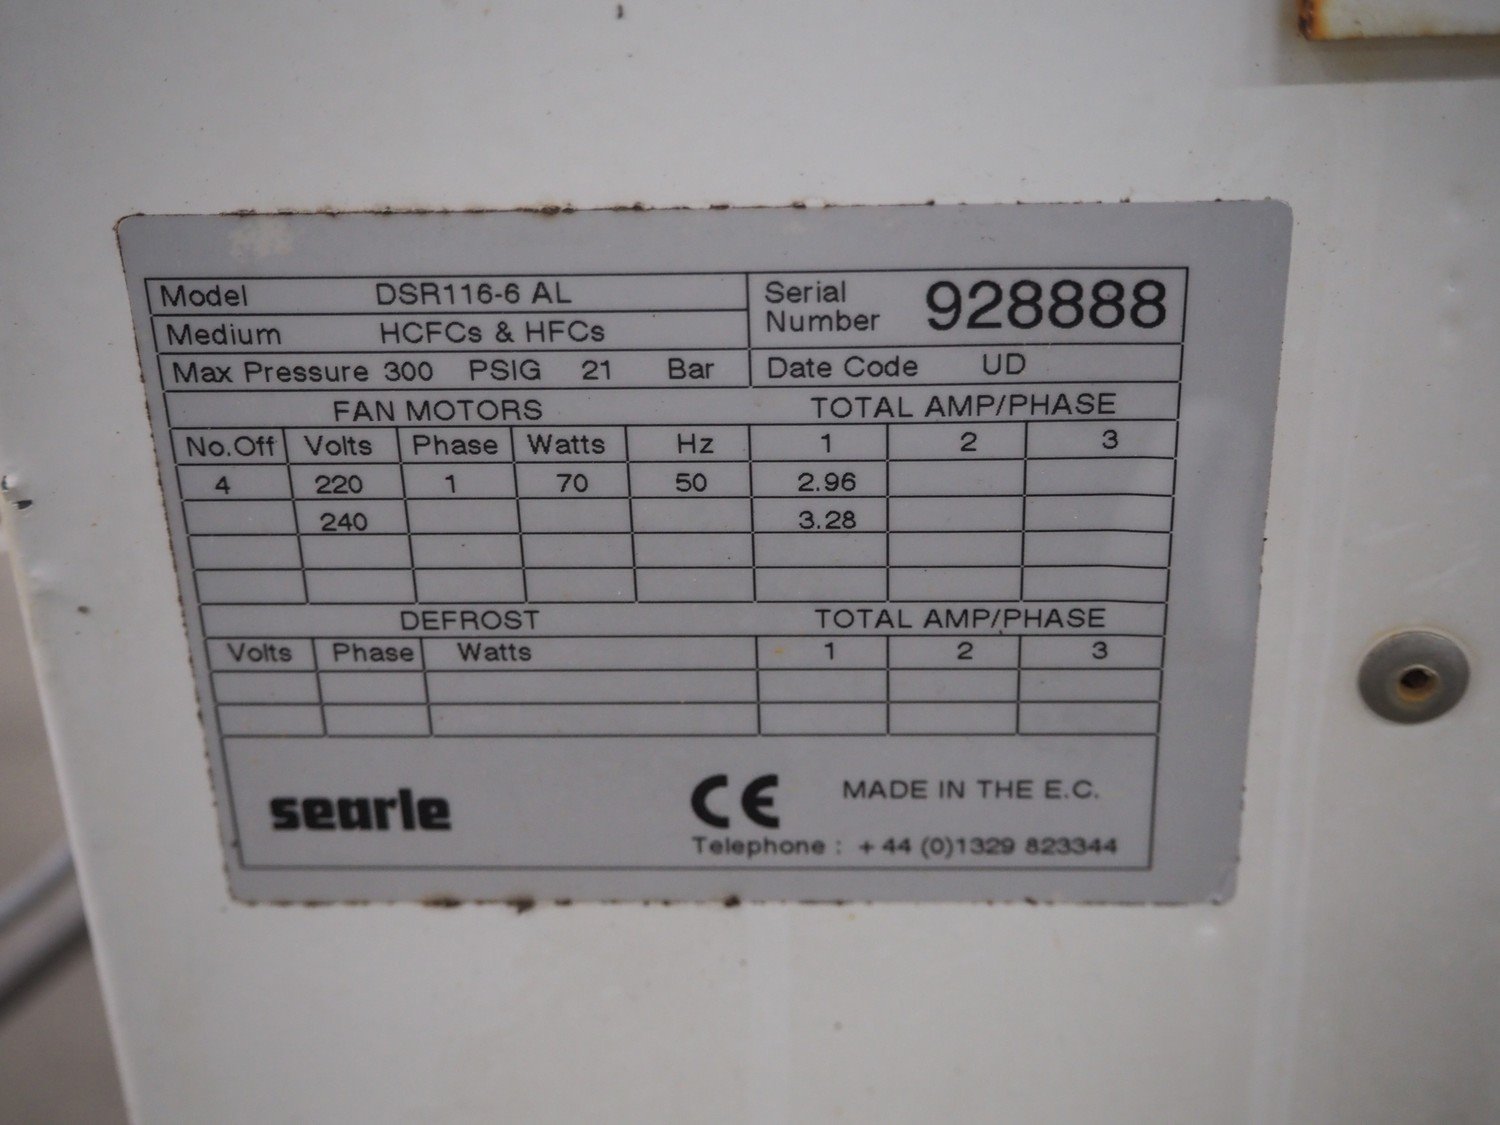 Model DSR116-6 AL
Serial Number 928888
Medium HCFCs & HFCs
Max Pressure 300 PSIG 21 Bar
Date Code UD
FAN MOTORS TOTAL AMP/PHASE
No.Off Volts Phase Watts Hz 1 2 3
4 220 1 70 50 2.96
240 3.28
DEFROST TOTAL AMP/PHASE
Volts Phase Watts 1 2 3
searle CE MADE IN THE E.C.
Telephone : +44 (0)1329 823344